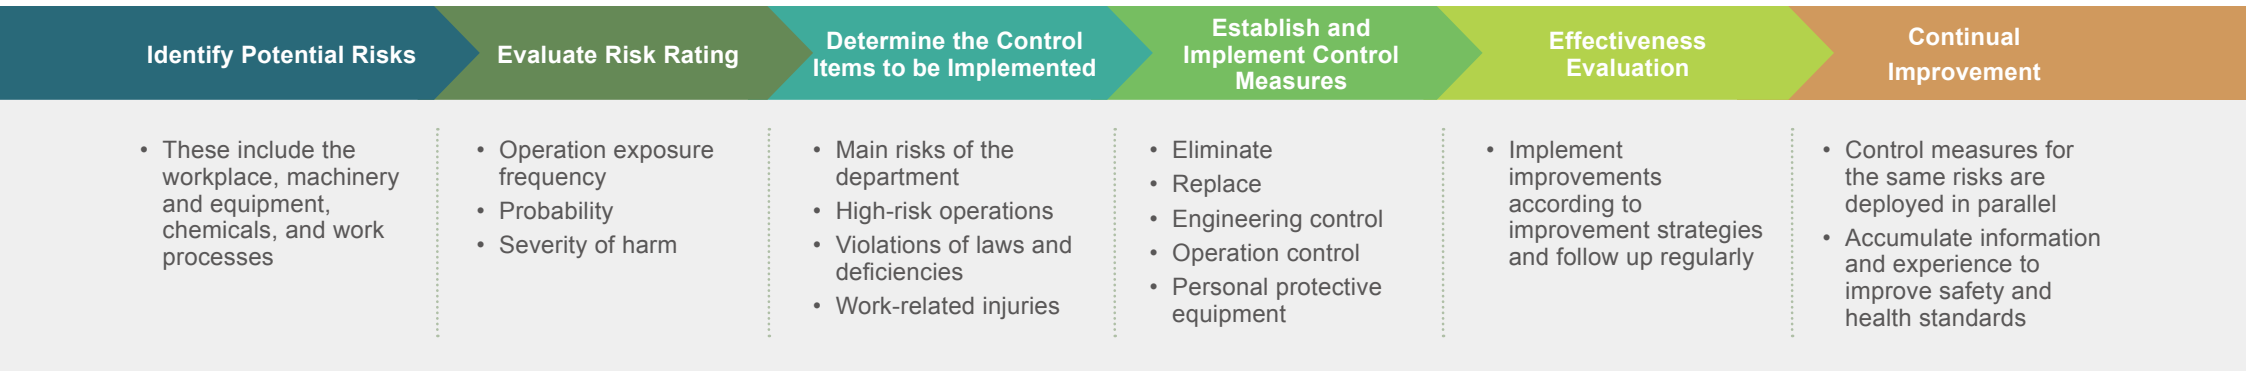 Identify Potential Risks
Evaluate Risk Rating
Determine the Control
Items to be Implemented
Establish and
Implement Control
Measures
Effectiveness
Evaluation
Continual
Improvement
• These include the
workplace, machinery
and equipment,
chemicals, and work
processes
• Operation exposure
frequency
• Probability
• Severity of harm
• Main risks of the
department
• High-risk operations
• Violations of laws and
deficiencies
• Work-related injuries
• Eliminate
• Replace
• Engineering control
• Operation control
• Personal protective
equipment
• Implement
improvements
according to
improvement strategies
and follow up regularly
• Control measures for
the same risks are
deployed in parallel
• Accumulate information
and experience to
improve safety and
health standards